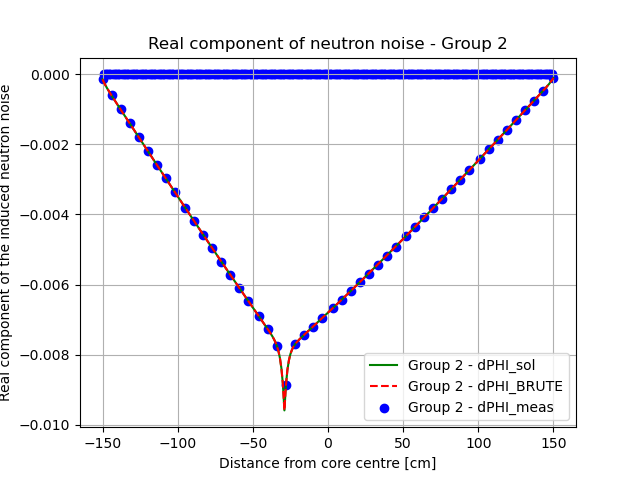 Real component of neutron noise - Group 2
Real component of the induced neutron noise
0.000
−0.002
−0.004
−0.006
−0.008
−0.010
Group 2 - dPHI_sol
Group 2 - dPHI_BRUTE
Group 2 - dPHI_meas
−150
−100
−50
0
50
100
150
Distance from core centre [cm]